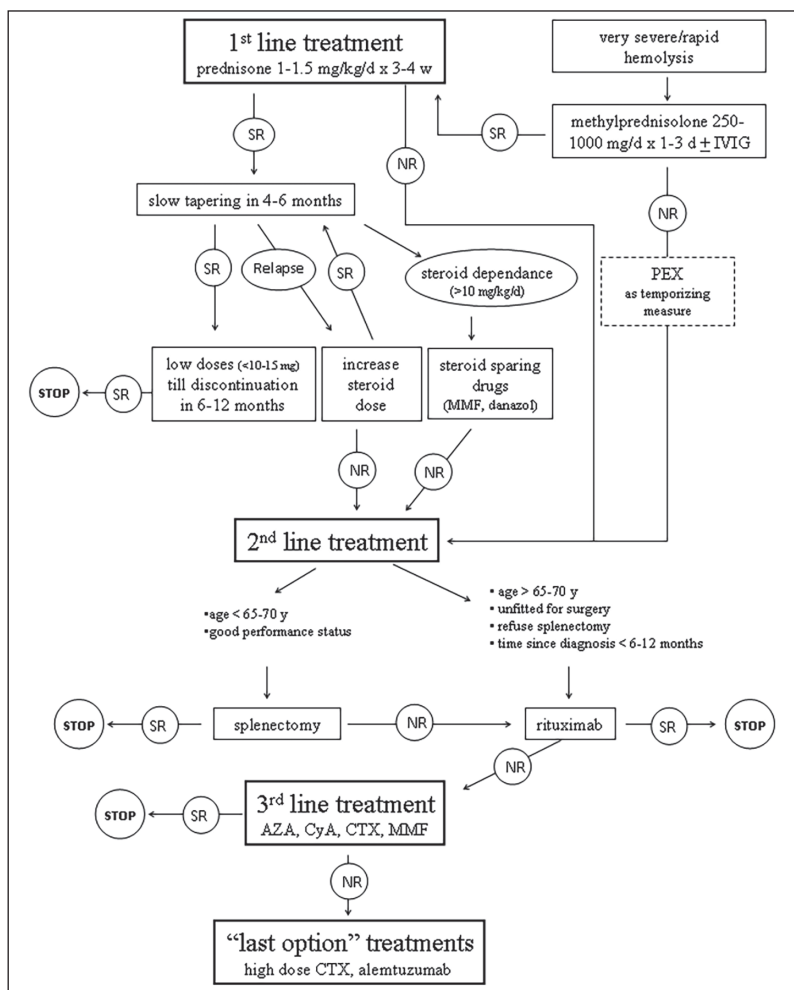 1st line treatment
prednisone 1-1.5 mg/kg/d x 3-4 w
very severe/rapid
hemolysis
SR
NR
SR
methylprednisolone 250-
1000 mg/d x 1-3 d ± IVIG
NR
slow tapering in 4-6 months
SR
Relapse
SR
steroid dependance
(>10 mg/kg/d)
PEX
as temporizing
measure
STOP
SR
low doses (<10-15 mg)
till discontinuation
in 6-12 months
increase
steroid
dose
steroid sparing
drugs
(MMF, danazol)
NR
NR
2nd line treatment
▪age < 65-70 y
▪good performance status
▪ age > 65-70 y
▪ unfitted for surgery
▪ refuse splenectomy
▪ time since diagnosis < 6-12 months
STOP
SR
splenectomy
NR
rituximab
SR
STOP
NR
STOP
SR
3rd line treatment
AZA, CyA, CTX, MMF
NR
“last option” treatments
high dose CTX, alemtuzumab